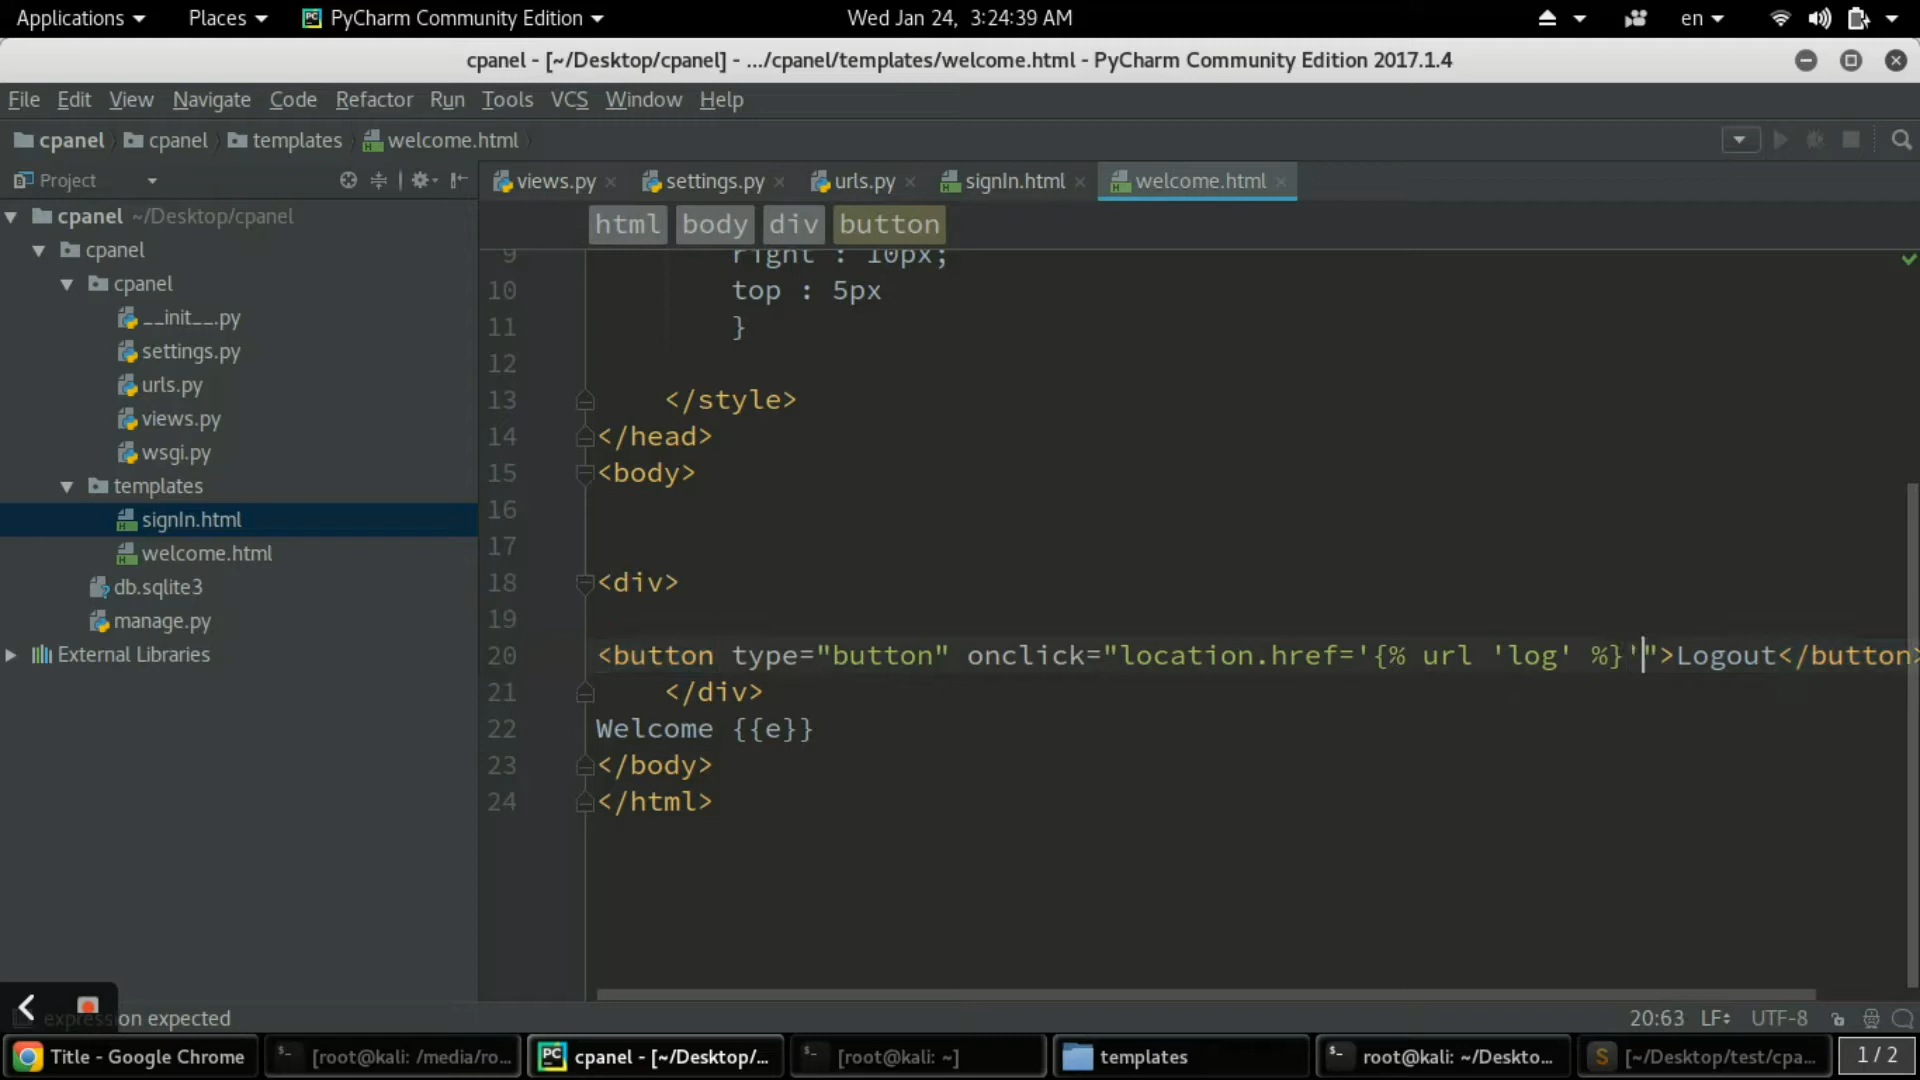 Applications Places PyCharm Community Edition Wed Jan 24, 3:24:39 AM en
cpanel - [~/Desktop/cpanel] - .../cpanel/templates/welcome.html - PyCharm Community Edition 2017.1.4
File Edit View Navigate Code Refactor Run Tools VCS Window Help
cpanel cpanel templates welcome.html
Project views.py settings.py urls.py signIn.html welcome.html
cpanel ~/Desktop/cpanel
cpanel
cpanel
__init__.py
settings.py
urls.py
views.py
wsgi.py
templates
signIn.html
welcome.html
db.sqlite3
manage.py
External Libraries
html body div button
9 right : 10px;
10 top : 5px
11 }
12
13 </style>
14 </head>
15 <body>
16
17
18 <div>
19
20 <button type="button" onclick="location.href='{% url 'log' %}'">Logout</button>
21 </div>
22 Welcome {{e}}
23 </body>
24 </html>
expression expected 20:63 LF÷ UTF-8
Title - Google Chrome [root@kali: /media/ro... cpanel - [~/Desktop/... [root@kali: ~] templates root@kali: ~/Deskto... [~/Desktop/test/cpa... 1 / 2